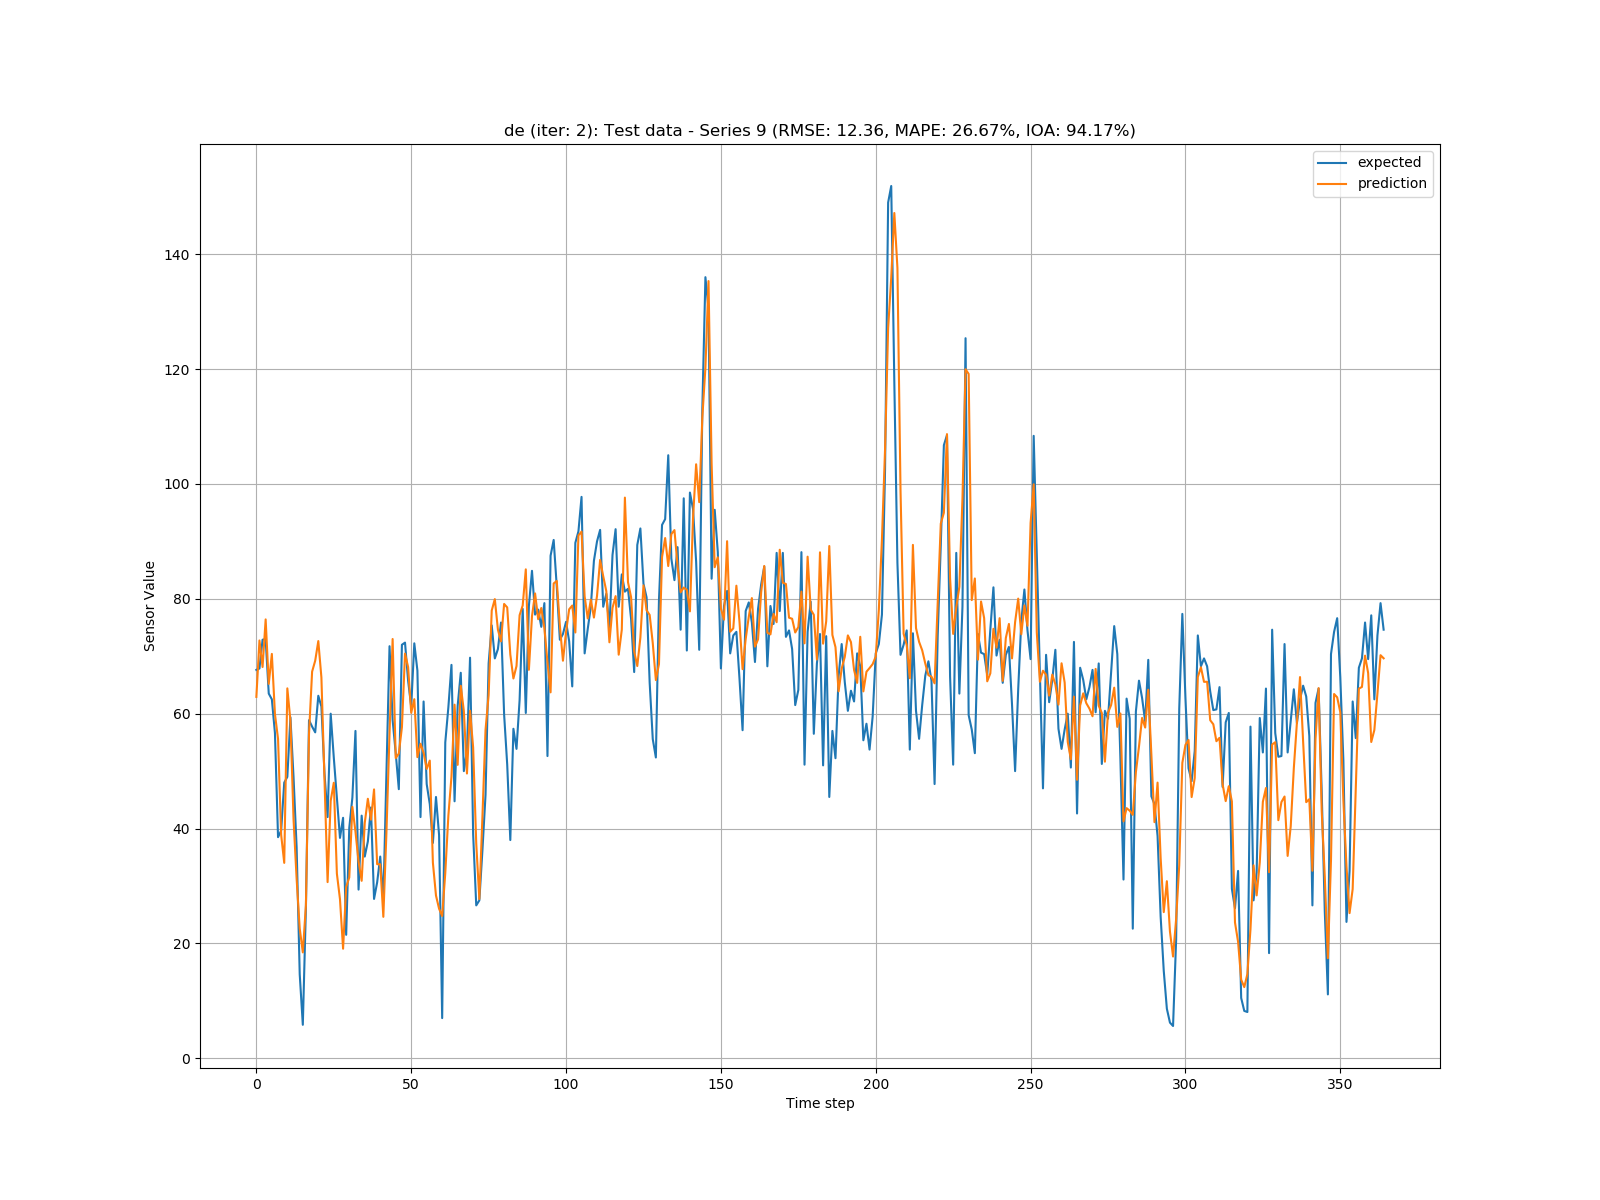 de (iter: 2): Test data - Series 9 (RMSE: 12.36, MAPE: 26.67%, IOA: 94.17%)
expected
prediction
Sensor Value
140
120
100
80
60
40
20
0
0 50 100 150 200 250 300 350
Time step